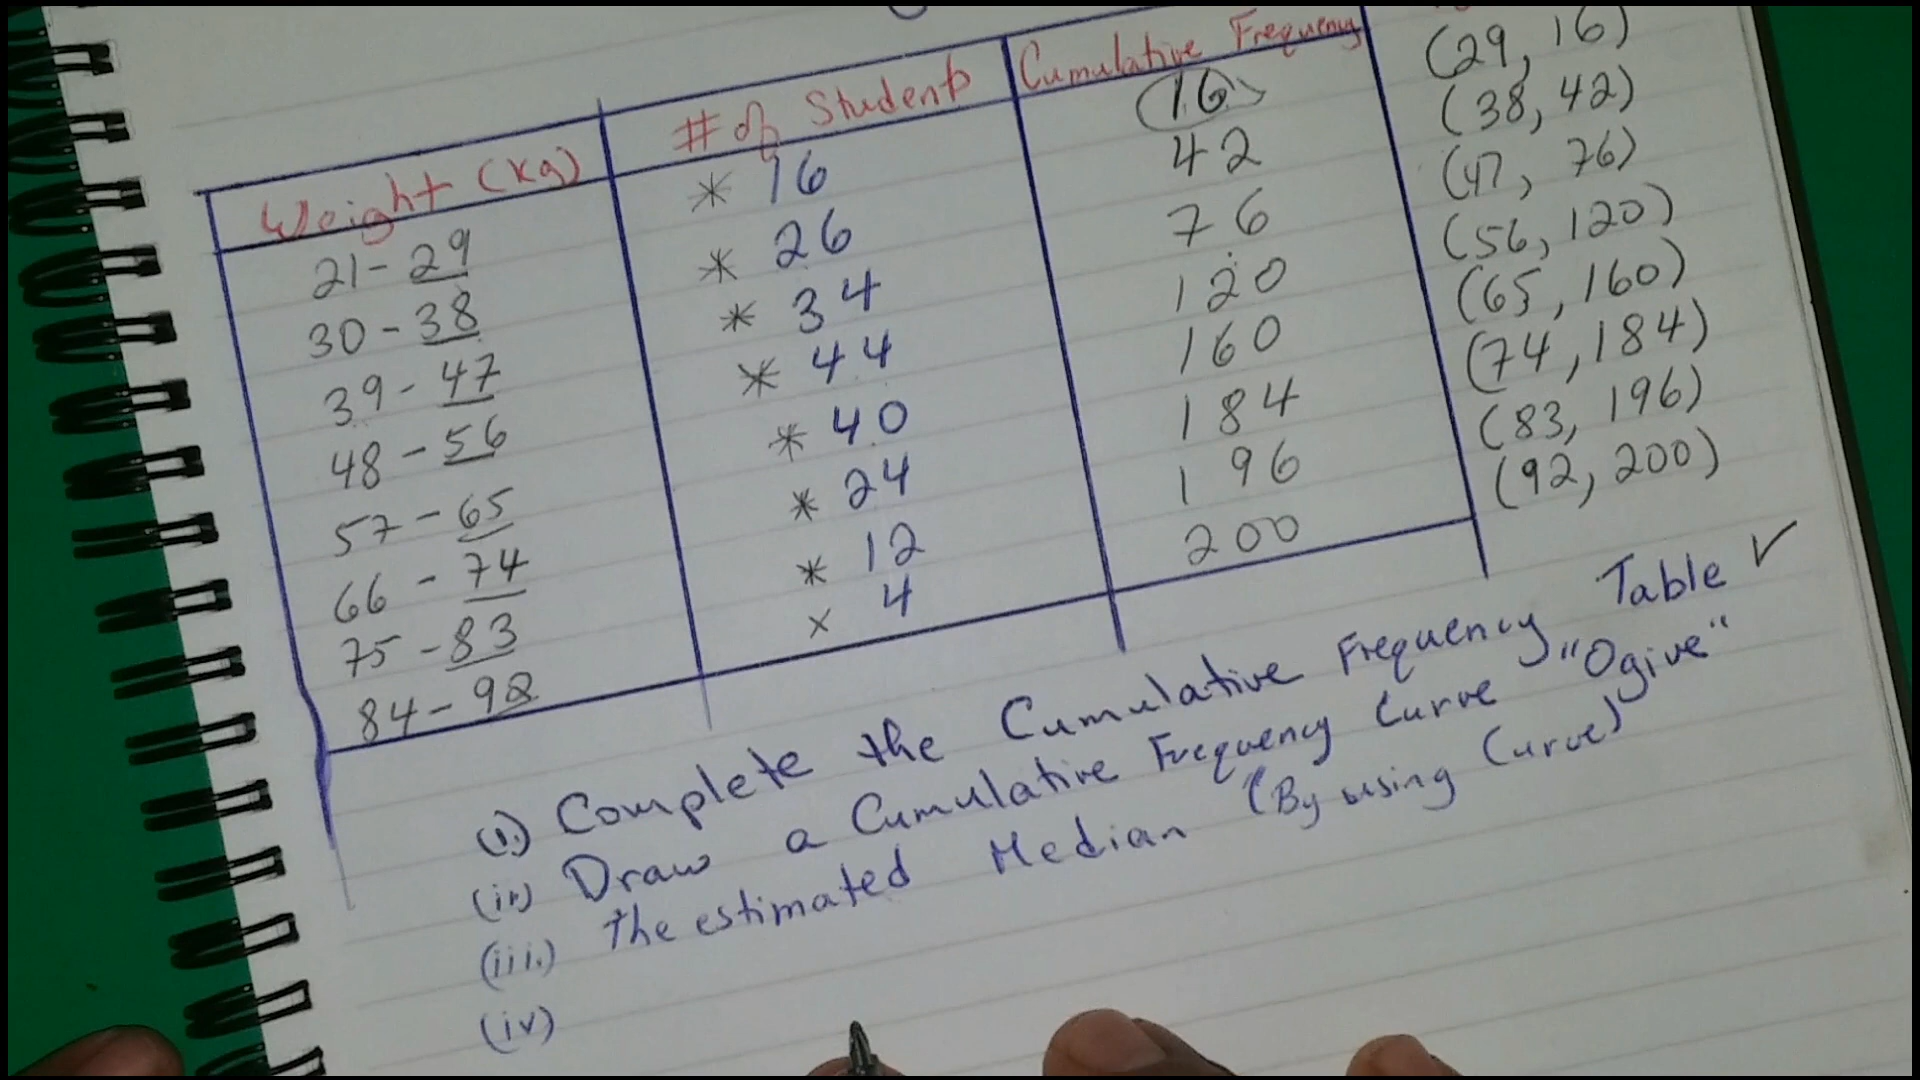 Weight (Kg) # of Students Cumulative Frequency
21 - 29 * 16 16 (29, 16)
30 - 38 * 26 42 (38, 42)
39 - 47 * 34 76 (47, 76)
48 - 56 * 44 120 (56, 120)
57 - 65 * 40 160 (65, 160)
66 - 74 * 24 184 (74, 184)
75 - 83 * 12 196 (83, 196)
84 - 92 × 4 200 (92, 200)
(i.) Complete the Cumulative Frequency Table ✓
(ii) Draw a Cumulative Frequency Curve "Ogive"
(iii.) The estimated Median (By using Curve)
(iv)